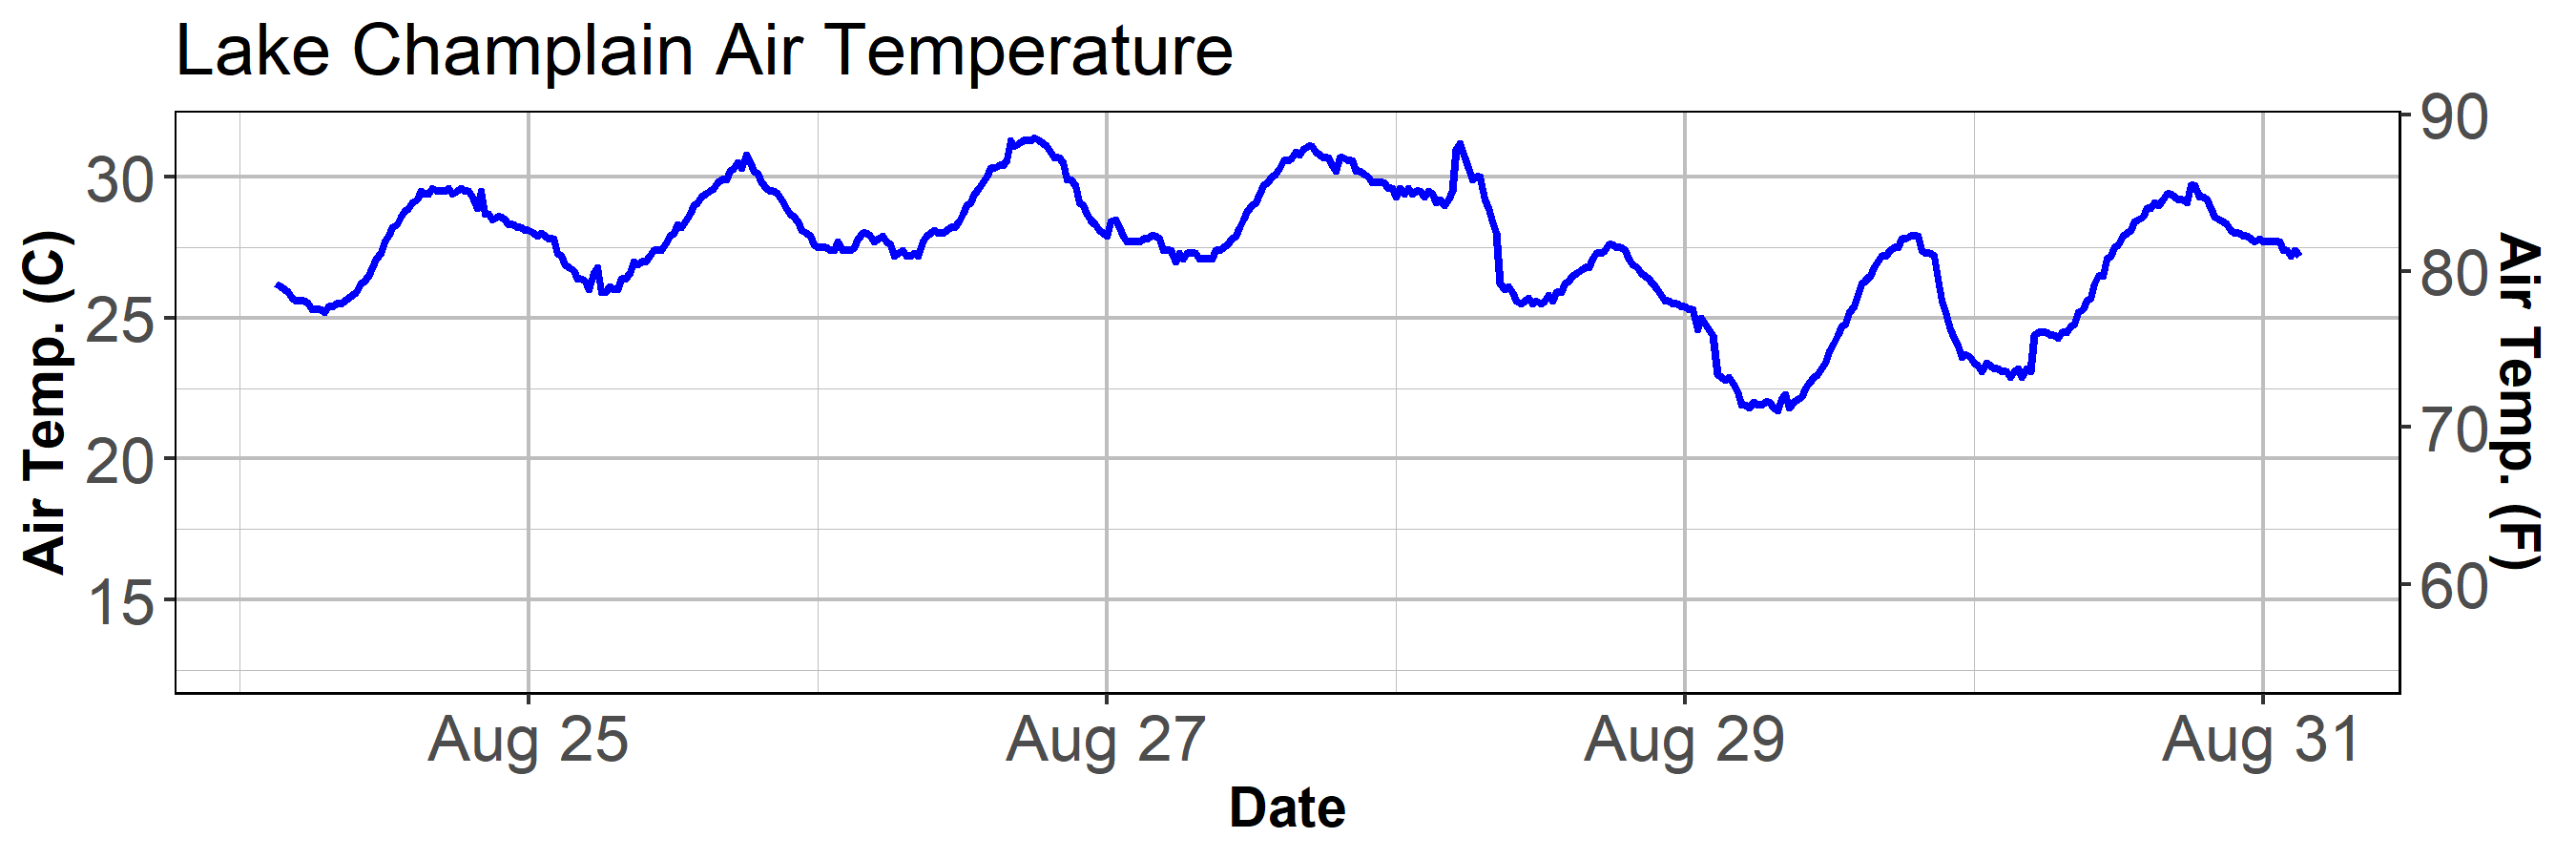 Lake Champlain Air Temperature
Air Temp. (C)
30
25
20
15
90
80
70
60
Air Temp. (F)
Aug 25
Aug 27
Aug 29
Aug 31
Date